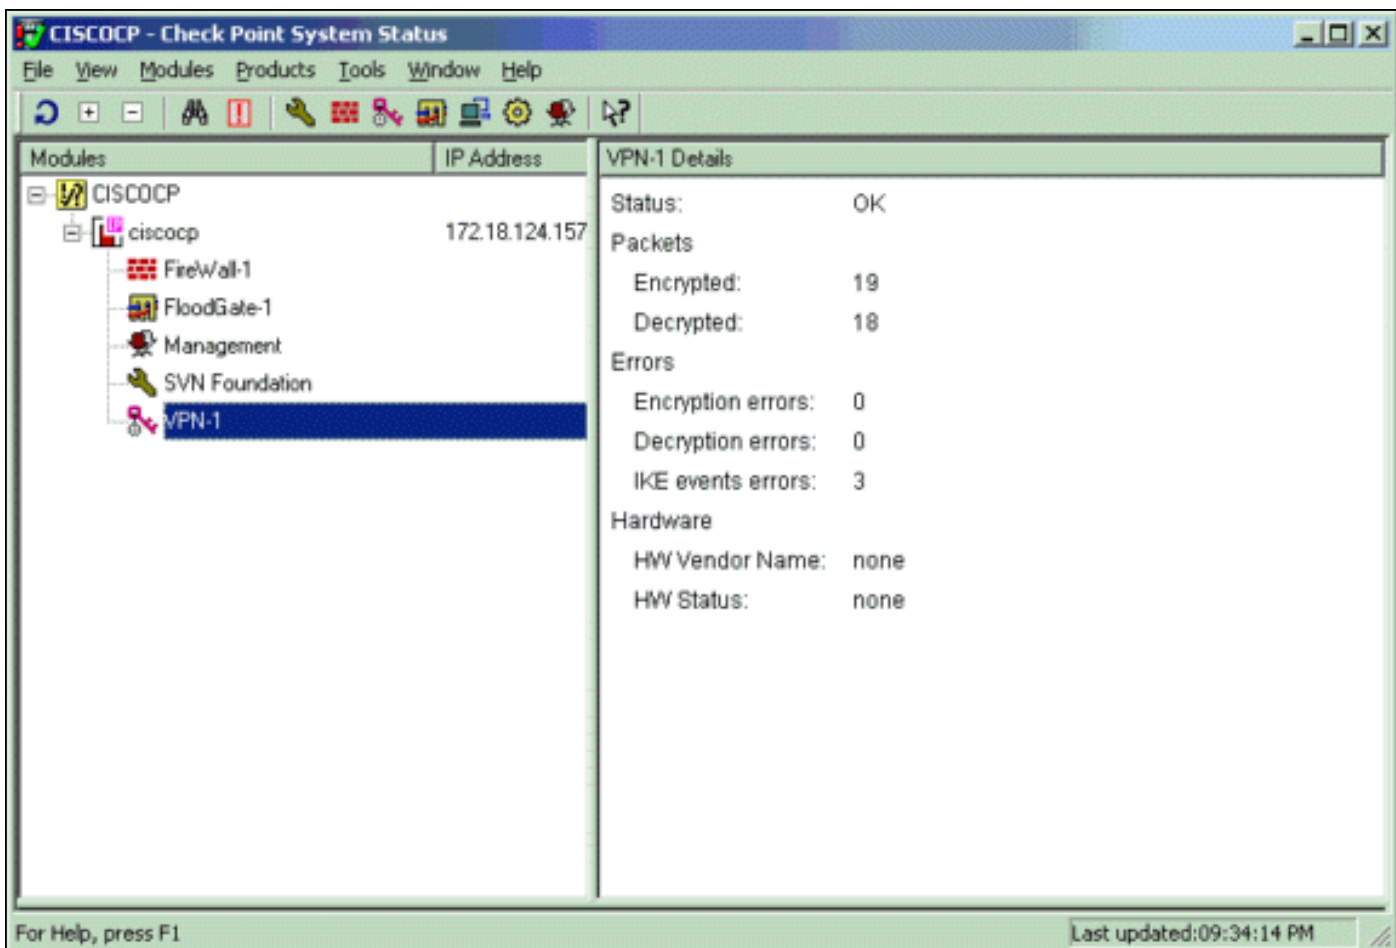 CISCOCP - Check Point System Status
File View Modules Products Tools Window Help
Modules IP Address
CISCOCP
ciscocp 172.18.124.157
FireWall-1
FloodGate-1
Management
SVN Foundation
VPN-1
VPN-1 Details
Status: OK
Packets
Encrypted: 19
Decrypted: 18
Errors
Encryption errors: 0
Decryption errors: 0
IKE events errors: 3
Hardware
HW Vendor Name: none
HW Status: none
For Help, press F1 Last updated:09:34:14 PM